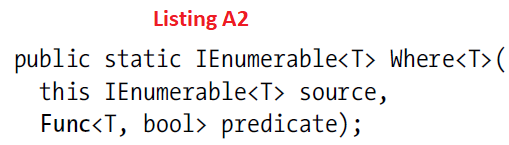 Listing A2
public static IEnumerable<T> Where<T>(
this IEnumerable<T> source,
Func<T, bool> predicate);